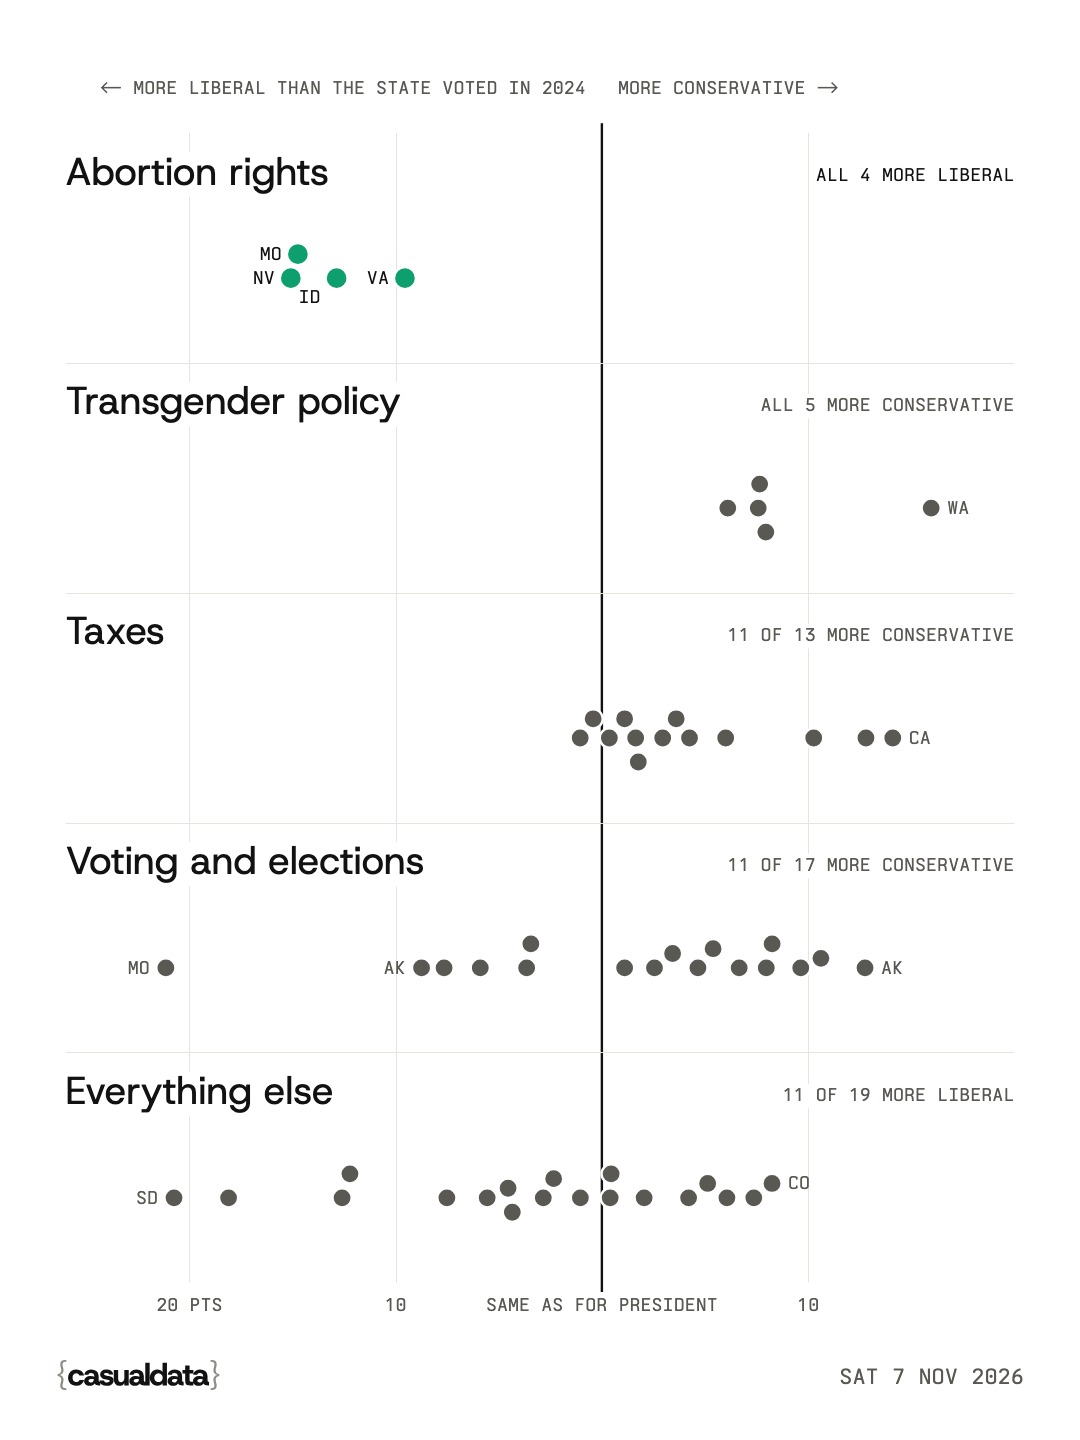 ← MORE LIBERAL THAN THE STATE VOTED IN 2024 MORE CONSERVATIVE →
Abortion rights ALL 4 MORE LIBERAL
MO
NV VA
ID
Transgender policy ALL 5 MORE CONSERVATIVE
WA
Taxes 11 OF 13 MORE CONSERVATIVE
CA
Voting and elections 11 OF 17 MORE CONSERVATIVE
MO AK AK
Everything else 11 OF 19 MORE LIBERAL
CO
SD
20 PTS 10 SAME AS FOR PRESIDENT 10
{casualdata} SAT 7 NOV 2026